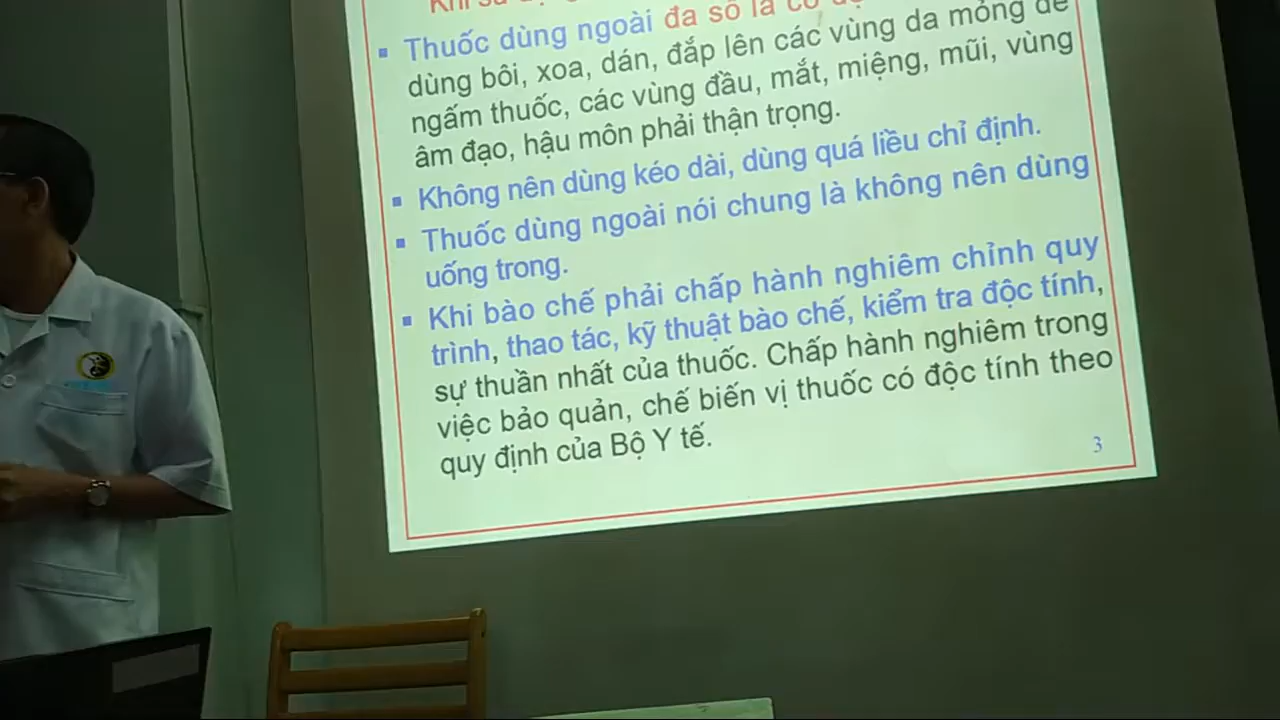 Thuốc dùng ngoài đa số là có
dùng bôi, xoa, dán, đắp lên các vùng da mỏng dễ
ngấm thuốc, các vùng đầu, mắt, miệng, mũi, vùng
âm đạo, hậu môn phải thận trọng.
Không nên dùng kéo dài, dùng quá liều chỉ định.
Thuốc dùng ngoài nói chung là không nên dùng
uống trong.
Khi bào chế phải chấp hành nghiêm chỉnh quy
trình, thao tác, kỹ thuật bào chế, kiểm tra độc tính,
sự thuần nhất của thuốc. Chấp hành nghiêm trong
việc bảo quản, chế biến vị thuốc có độc tính theo
quy định của Bộ Y tế.
3